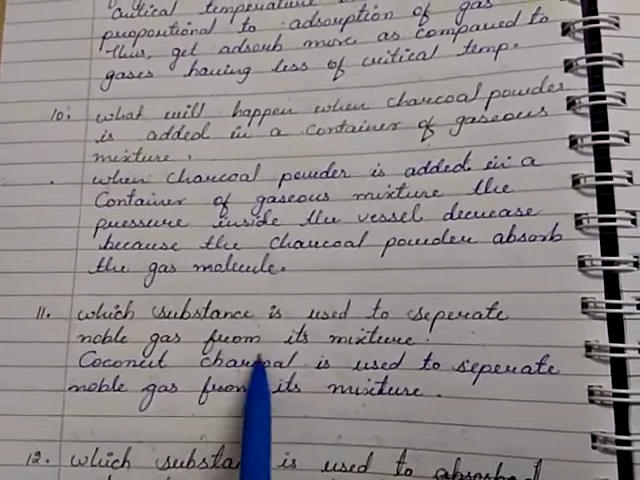 Critical temperature is
propotional to adsorption of gas
Thus, get adsorb more as compared to
gases having less of critical temp.
10. what will happen when charcoal powder
is added in a container of gaseous
mixture.
. when charcoal powder is added in a
Container of gaseous mixture the
pressure inside the vessel decrease
because the charcoal powder absorb
the gas molecule.
11. which substance is used to seperate
noble gas from its mixture.
Coconut charcoal is used to seperate
noble gas from its mixture.
12. which substa is used to absorb